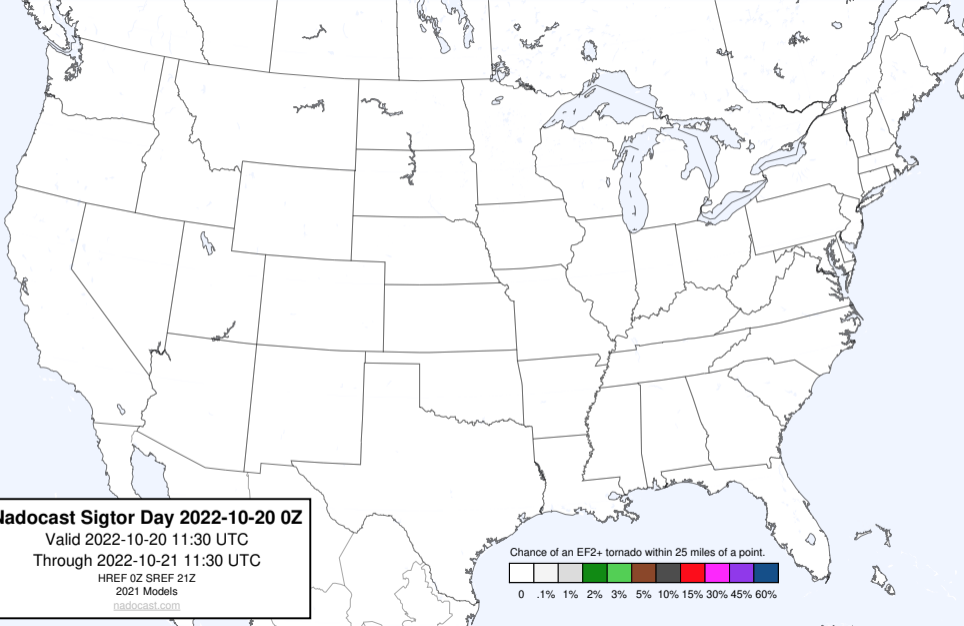 Nadocast Sigtor Day 2022-10-20 0Z
Valid 2022-10-20 11:30 UTC
Through 2022-10-21 11:30 UTC
HREF 0Z SREF 21Z
2021 Models
nadocast.com
Chance of an EF2+ tornado within 25 miles of a point.
0 .1% 1% 2% 3% 5% 10% 15% 30% 45% 60%